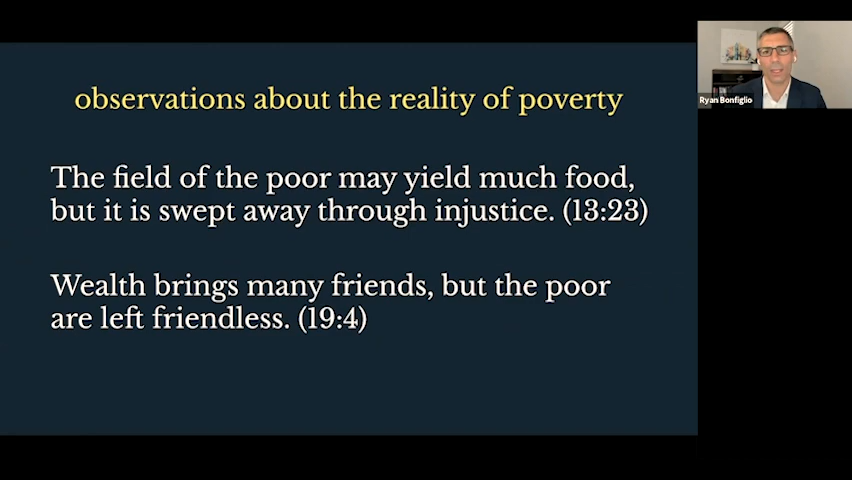 observations about the reality of poverty
The field of the poor may yield much food,
but it is swept away through injustice. (13:23)
Wealth brings many friends, but the poor
are left friendless. (19:4)
Ryan Bonfiglio